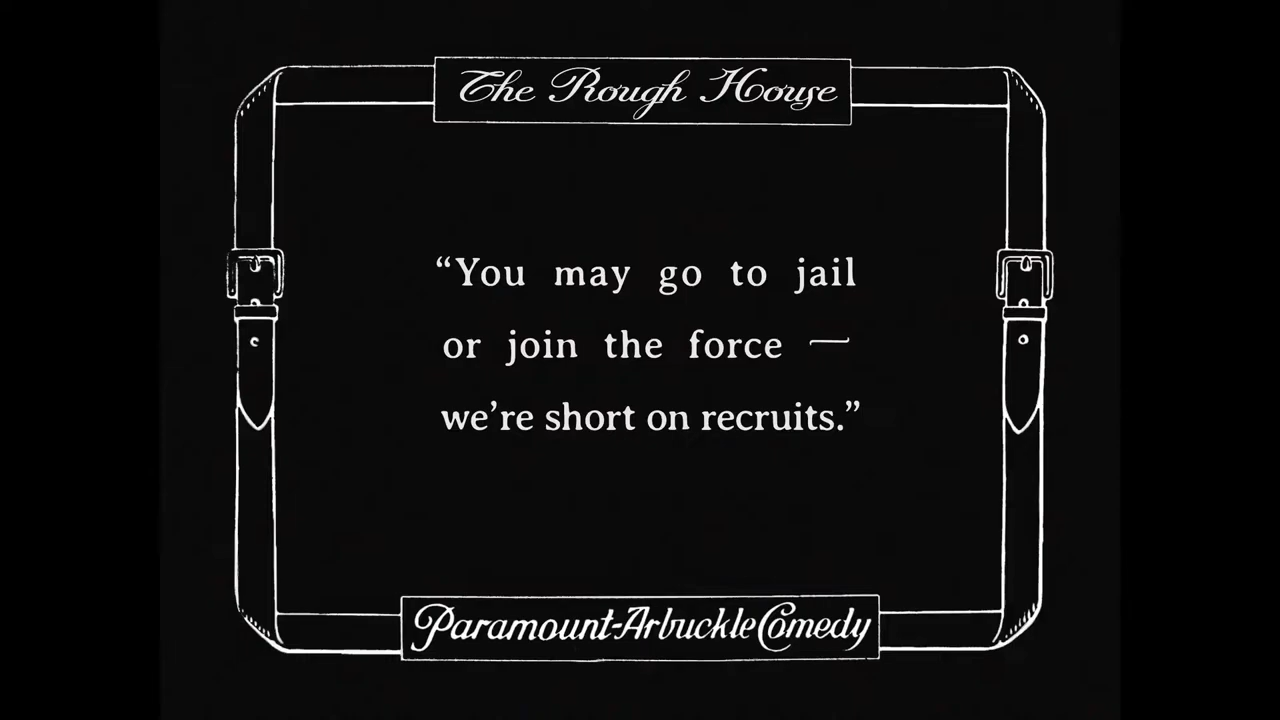 The Rough House
“You may go to jail
or join the force —
we’re short on recruits.”
Paramount-Arbuckle Comedy